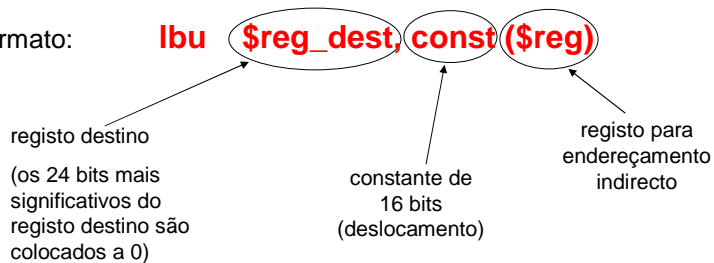 rmato: lbu $reg_dest, const ($reg)
registo destino
(os 24 bits mais
significativos do
registo destino são
colocados a 0)
constante de
16 bits
(deslocamento)
registo para
endereçamento
indirecto